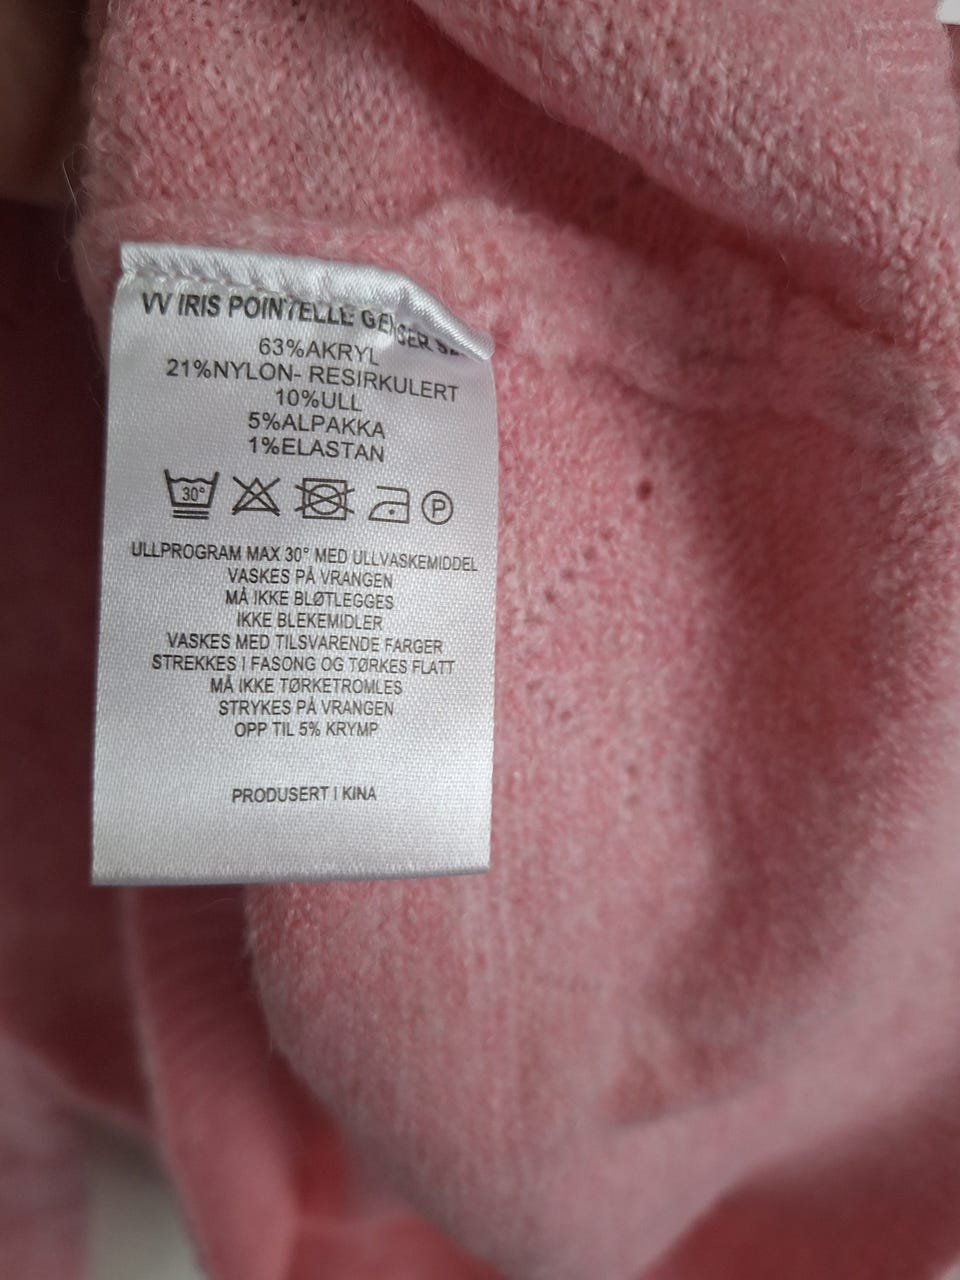 VV IRIS POINTELLE GENSER
63%AKRYL
21%NYLON- RESIRKULERT
10%ULL
5%ALPAKKA
1%ELASTAN
30° P
ULLPROGRAM MAX 30° MED ULLVASKEMIDDEL
VASKES PÅ VRANGEN
MÅ IKKE BLØTLEGGES
IKKE BLEKEMIDLER
VASKES MED TILSVARENDE FARGER
STREKKES I FASONG OG TØRKES FLATT
MÅ IKKE TØRKETROMLES
STRYKES PÅ VRANGEN
OPP TIL 5% KRYMP
PRODUSERT I KINA